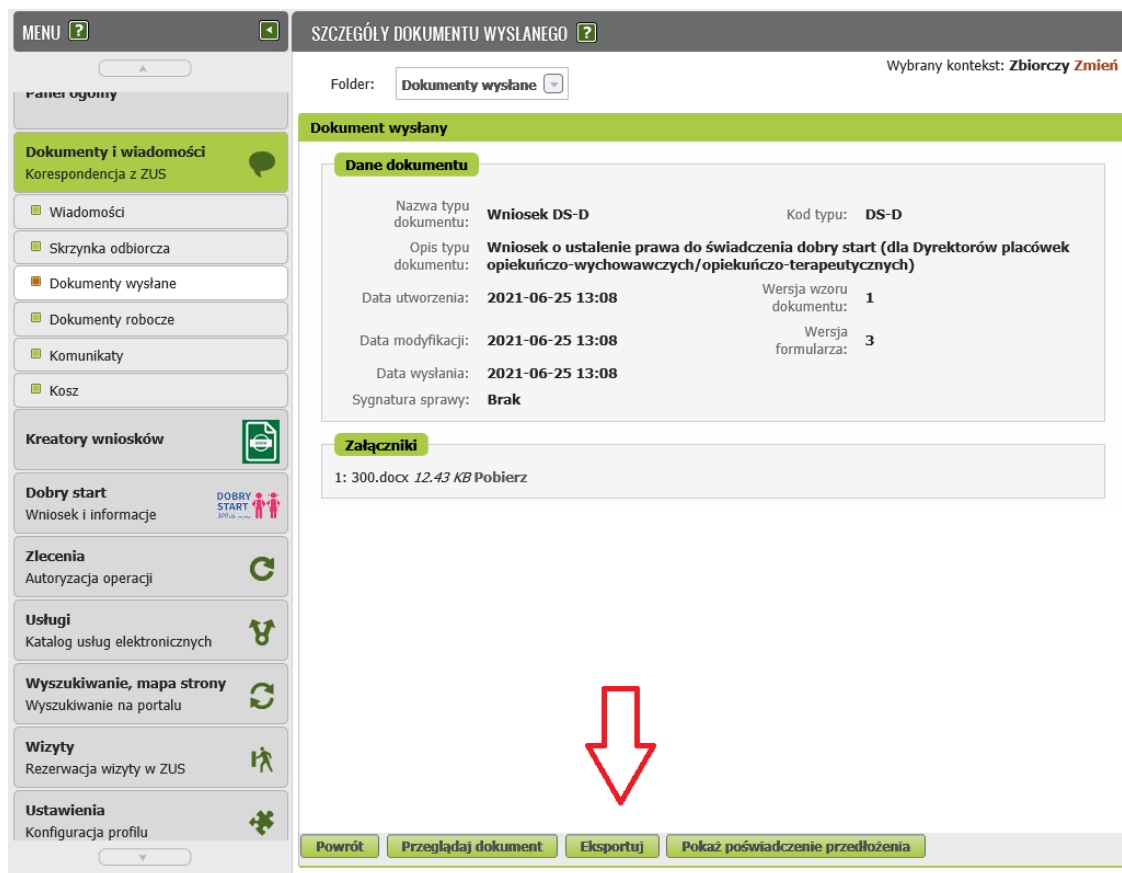 MENU ?
SZCZEGÓŁY DOKUMENTU WYSŁANEGO ?
Wybrany kontekst: Zbiorczy Zmień
Folder: Dokumenty wysłane
Panel ogólny
Dokumenty i wiadomości
Korespondencja z ZUS
Wiadomości
Skrzynka odbiorcza
Dokumenty wysłane
Dokumenty robocze
Komunikaty
Kosz
Kreatory wniosków
www
Dobry start
Wniosek i informacje
DOBRY
START
Zlecenia
Autoryzacja operacji
Usługi
Katalog usług elektronicznych
Wyszukiwanie, mapa strony
Wyszukiwanie na portalu
Wizyty
Rezerwacja wizyty w ZUS
Ustawienia
Konfiguracja profilu
Dokument wysłany
Dane dokumentu
Nazwa typu dokumentu: Wniosek DS-D
Kod typu: DS-D
Opis typu dokumentu: Wniosek o ustalenie prawa do świadczenia dobry start (dla Dyrektorów placówek
opiekuńczo-wychowawczych/opiekuńczo-terapeutycznych)
Data utworzenia: 2021-06-25 13:08
Wersja wzoru dokumentu: 1
Data modyfikacji: 2021-06-25 13:08
Wersja formularza: 3
Data wysłania: 2021-06-25 13:08
Sygnatura sprawy: Brak
Załączniki
1: 300.docx 12.43 KB Pobierz
Powrót
Przeglądaj dokument
Eksportuj
Pokaż poświadczenie przedłożenia